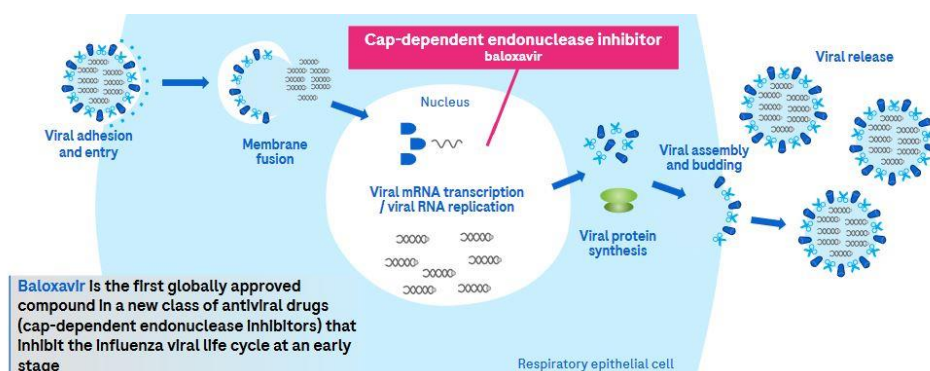 Cap-dependent endonuclease inhibitor
baloxavir
Viral release
Nucleus
Viral adhesion
and entry
Membrane
fusion
Viral assembly
and budding
Viral mRNA transcription
/ viral RNA replication
Viral protein
synthesis
Baloxavir is the first globally approved
compound in a new class of antiviral drugs
(cap-dependent endonuclease inhibitors) that
inhibit the influenza viral life cycle at an early
stage
Respiratory epithelial cell